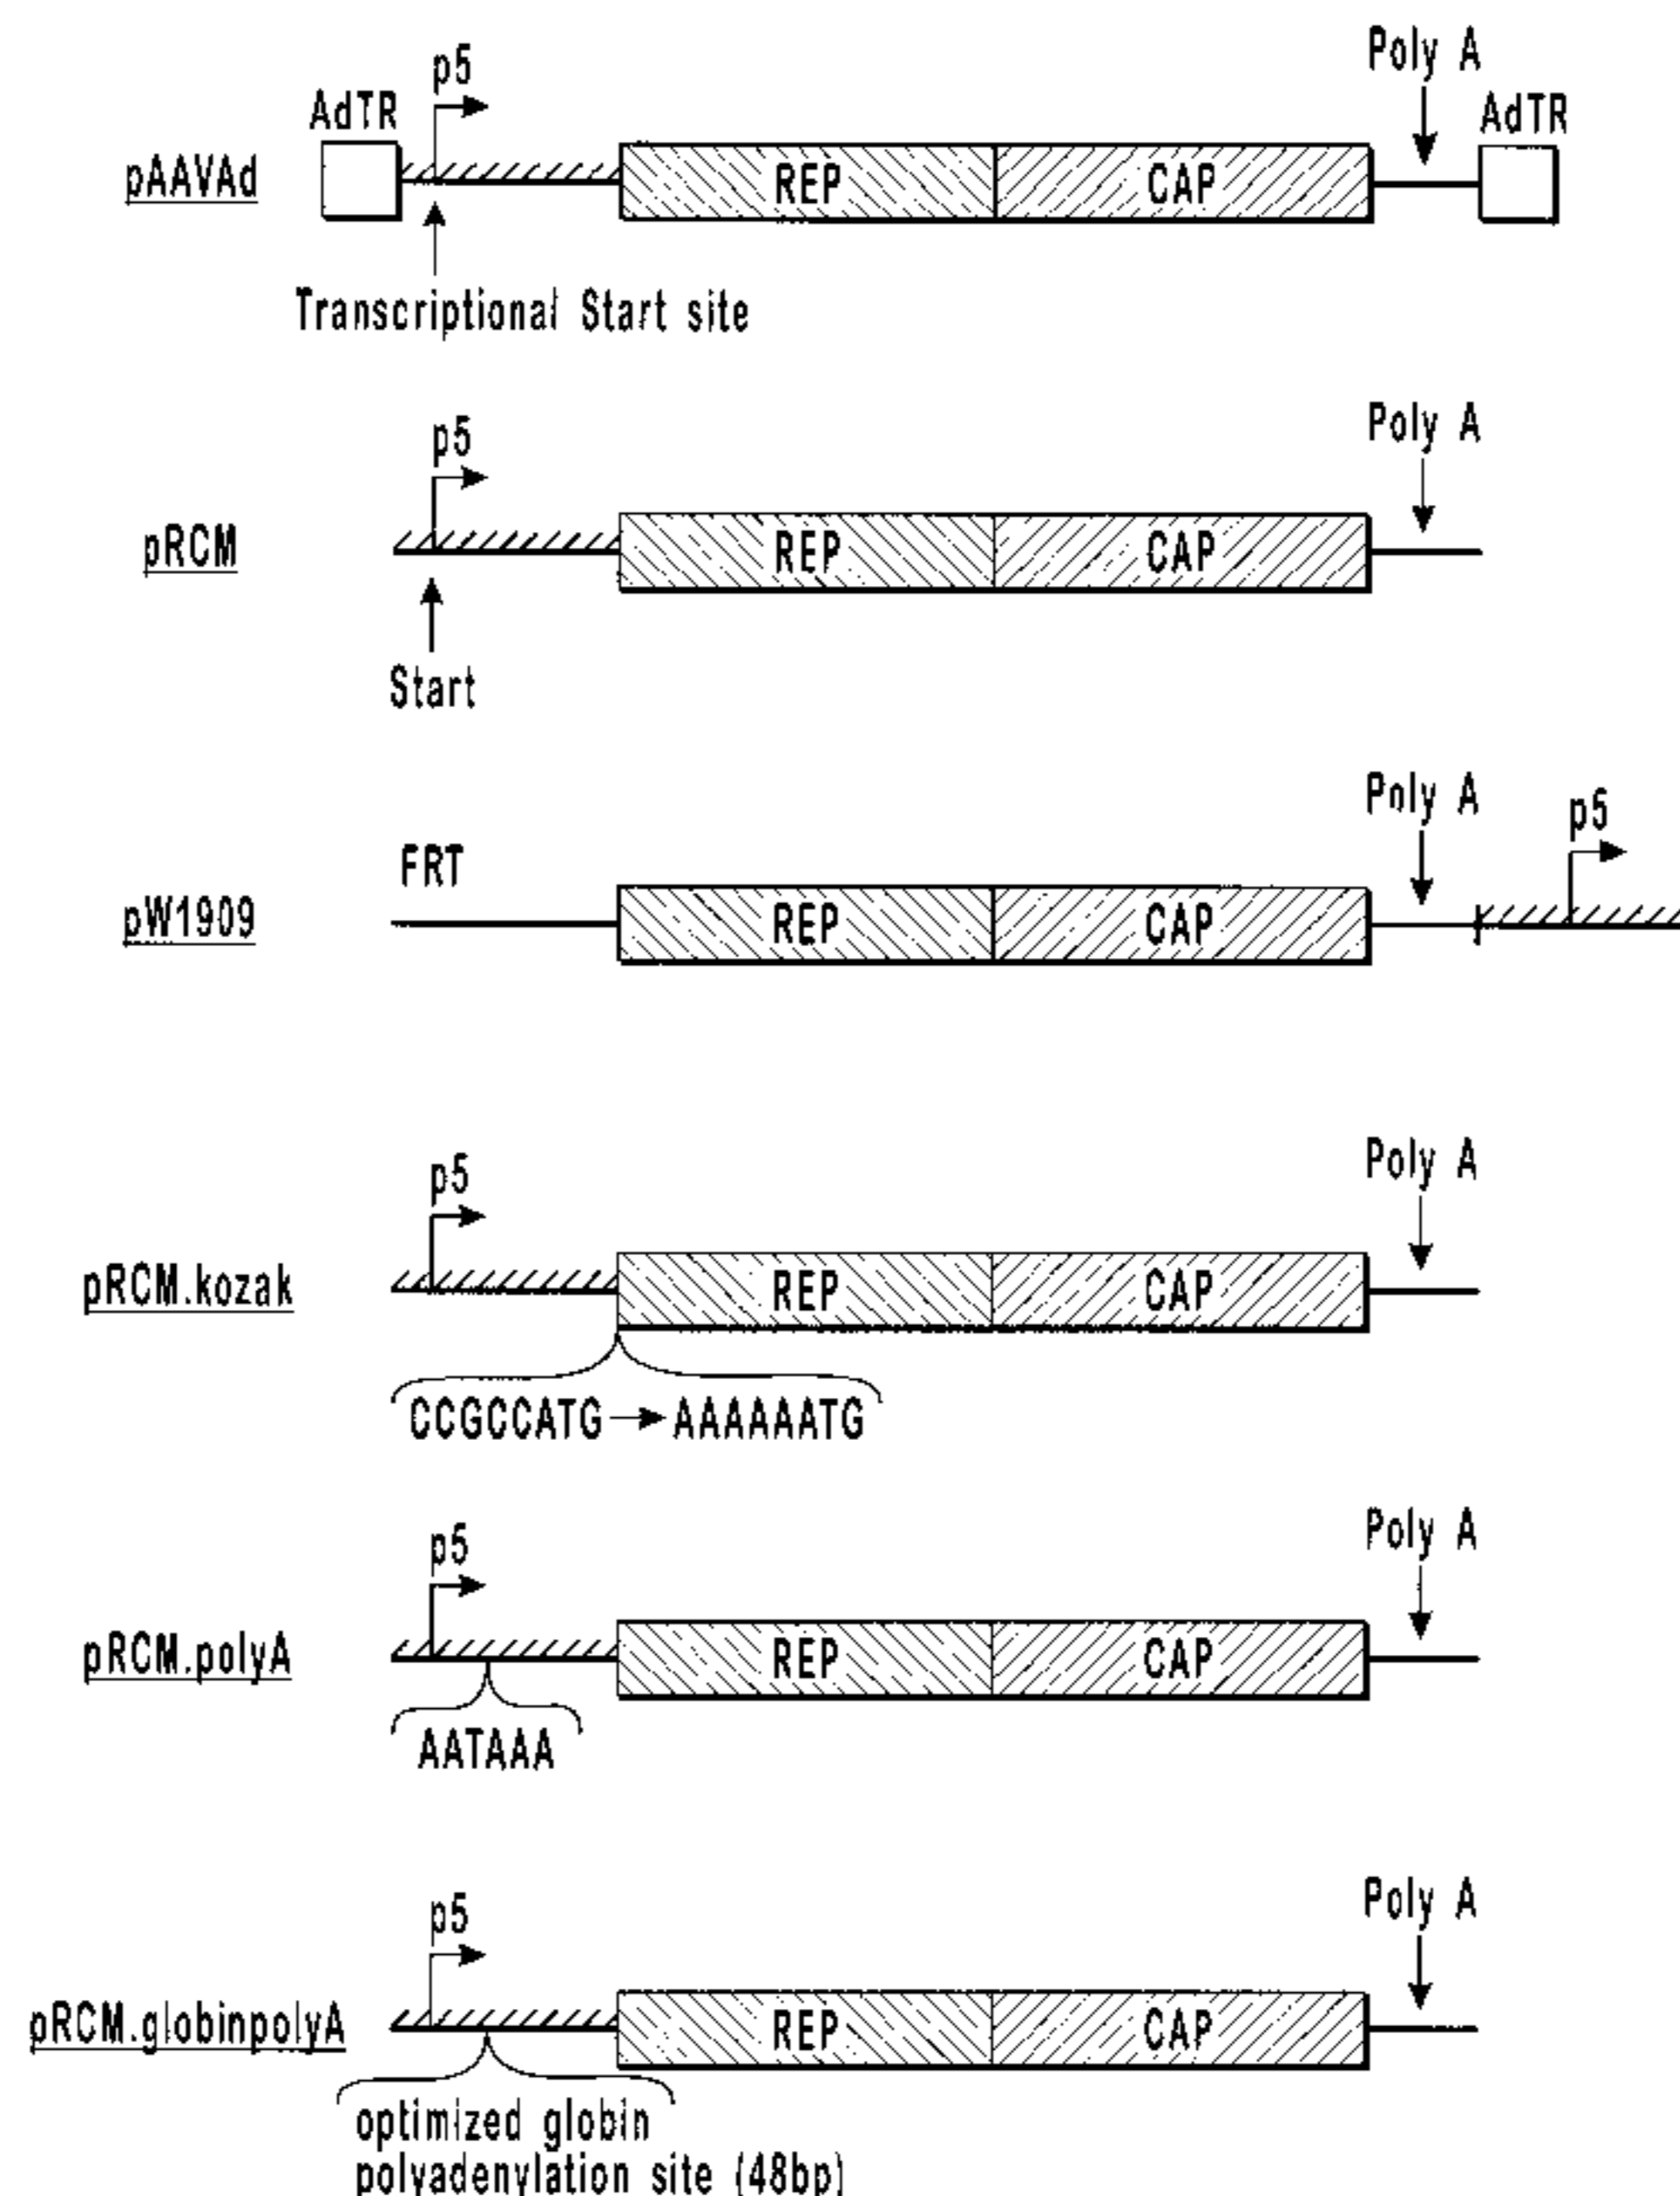 p5
Poly A
AdTR
AdTR
pAAVAd
REP
CAP
Transcriptional Start site
p5
Poly A
pRCM
REP
CAP
Start
Poly A
p5
FRT
pW1909
REP
CAP
p5
Poly A
pRCM.kozak
REP
CAP
CCGCCATG → AAAAAATG
p5
Poly A
pRCM.polyA
REP
CAP
AATAAA
p5
Poly A
pRCM.globinpolyA
REP
CAP
optimized globin
polyadenylation site (48bp)